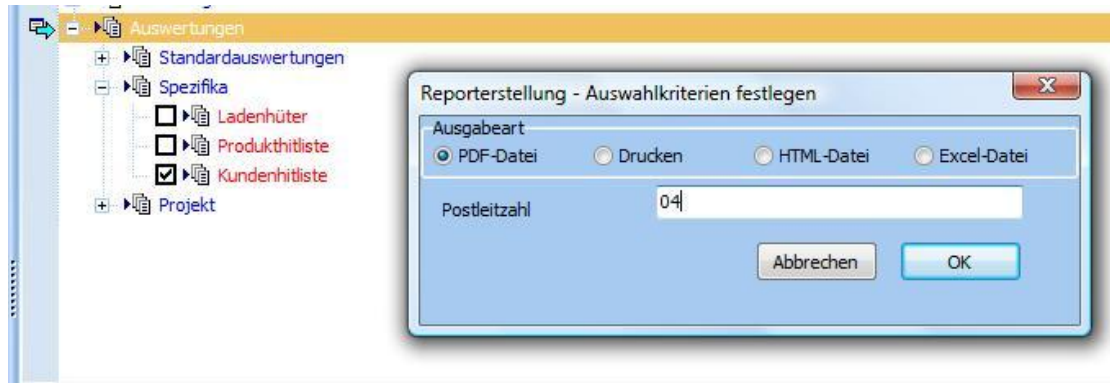 Auswertungen
Standardauswertungen
Spezifika
Ladenhüter
Produkthitliste
Kundenhitliste
Projekt
Reporterstellung - Auswahlkriterien festlegen
Ausgabeart
PDF-Datei Drucken HTML-Datei Excel-Datei
Postleitzahl 04
Abbrechen OK